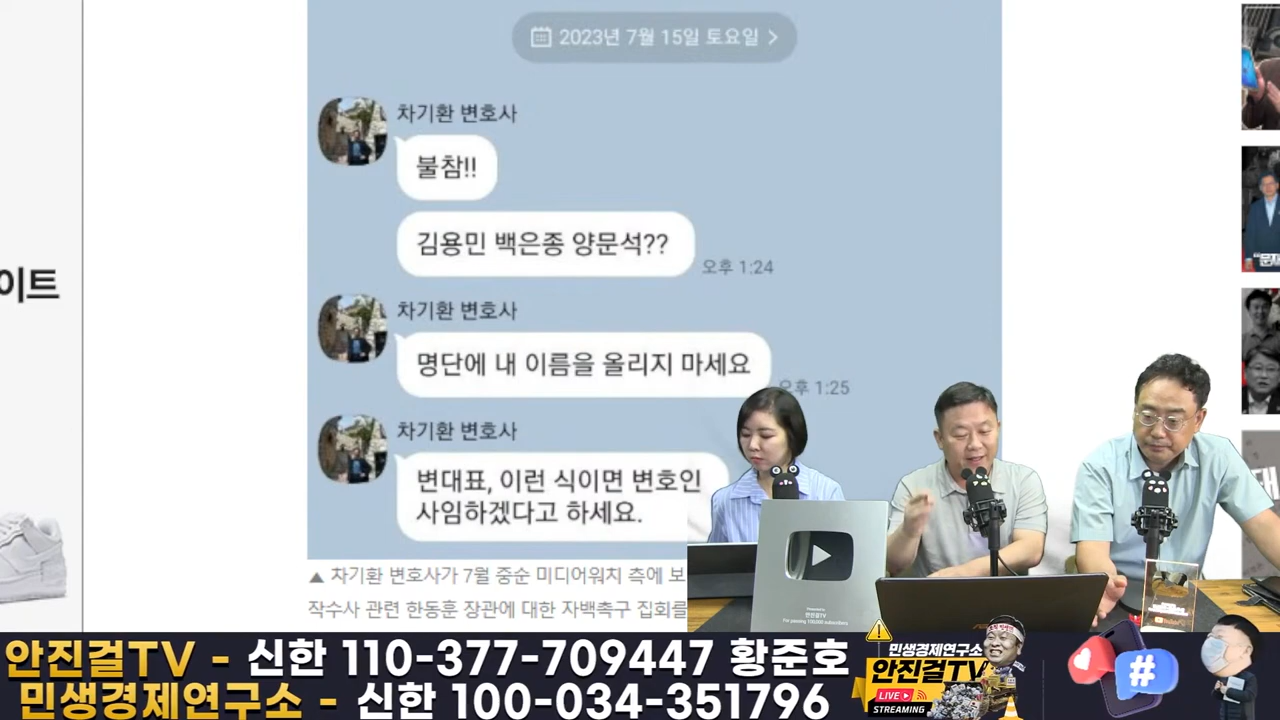 2023년 7월 15일 토요일 >
차기환 변호사
불참!!
김용민 백은종 양문석??
오후 1:24
이트
차기환 변호사
명단에 내 이름을 올리지 마세요
오후 1:25
차기환 변호사
변대표, 이런 식이면 변호인
사임하겠다고 하세요.
▲ 차기환 변호사가 7월 중순 미디어워치 측에 보
작수사 관련 한동훈 장관에 대한 자백촉구 집회를
안진걸TV
안진걸TV - 신한 110-377-709447 황준호
민생경제연구소 - 신한 100-034-351796
민생경제연구소
안진걸TV
LIVE
STREAMING
#